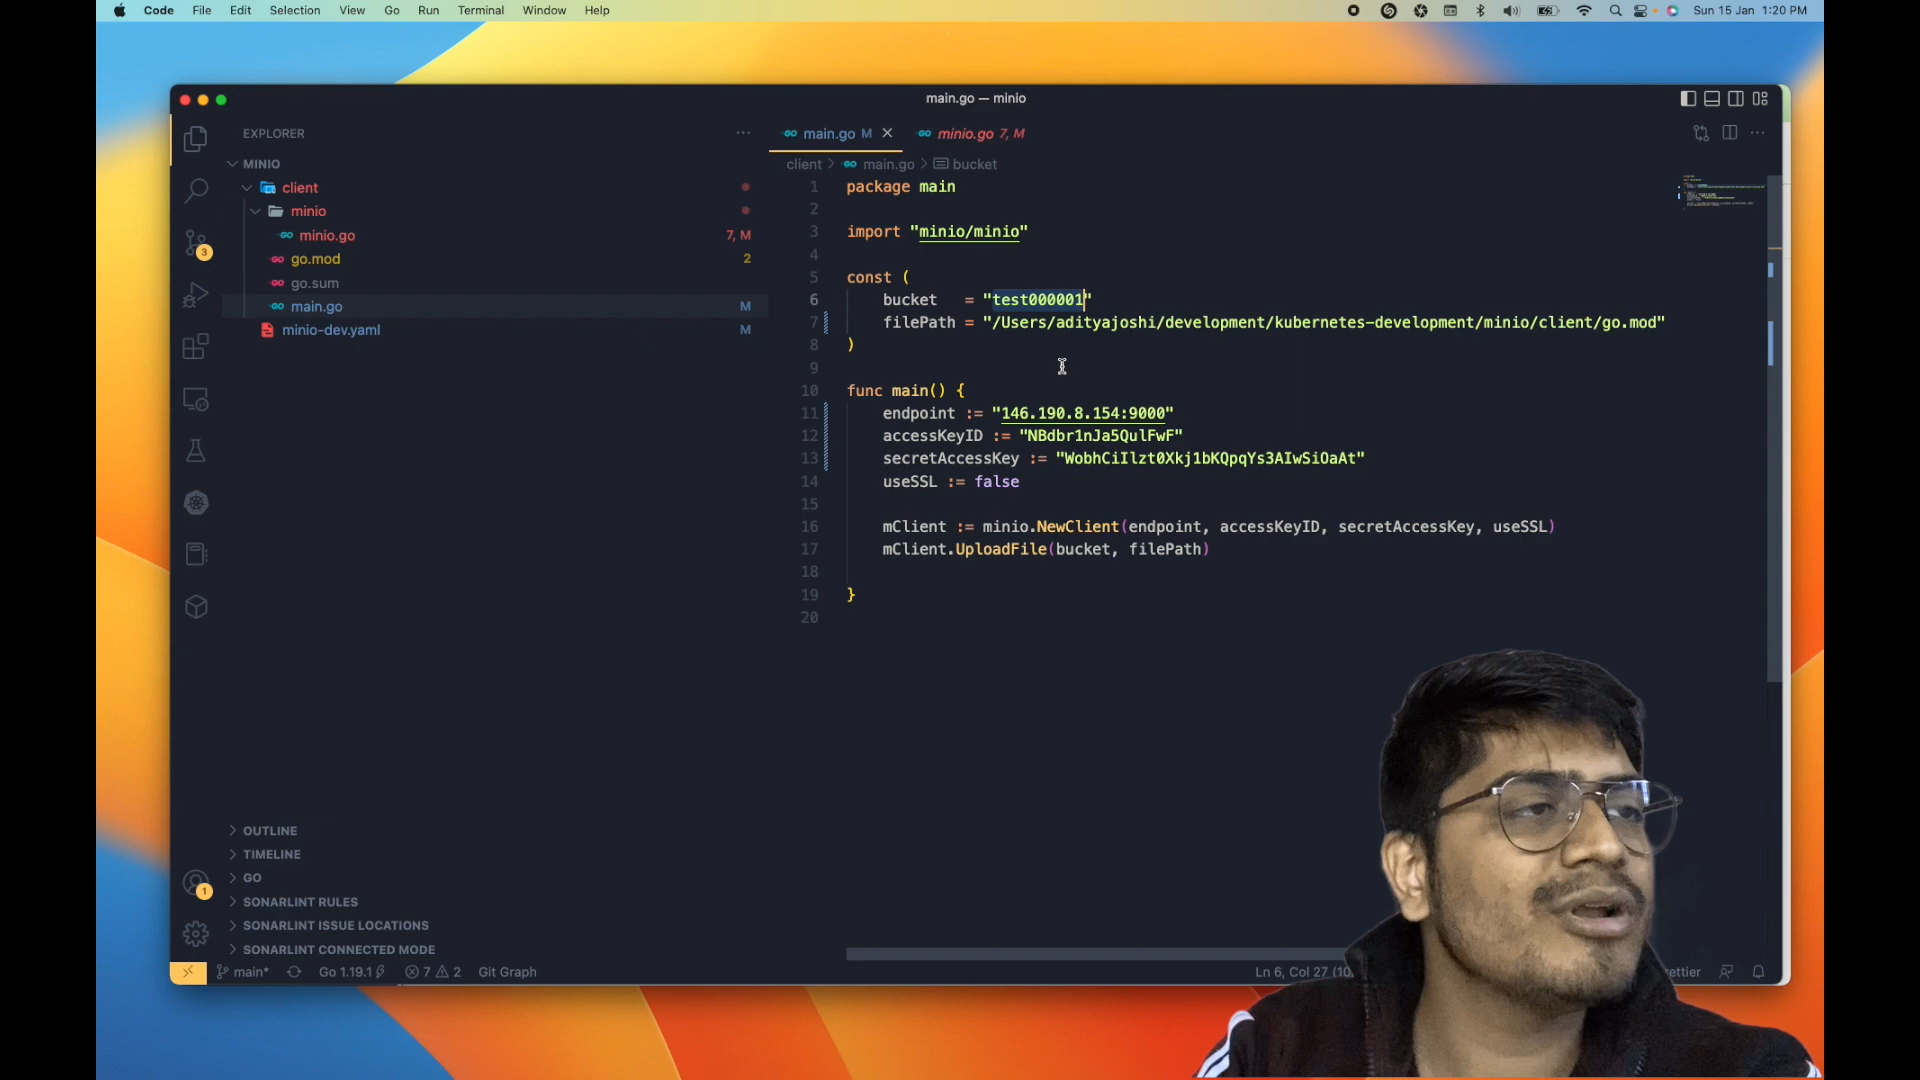 Code File Edit Selection View Go Run Terminal Window Help
Sun 15 Jan 1:20 PM
main.go — minio
EXPLORER
MINIO
client
minio
minio.go 7, M
go.mod 2
go.sum
main.go M
minio-dev.yaml M
3
1
OUTLINE
TIMELINE
GO
SONARLINT RULES
SONARLINT ISSUE LOCATIONS
SONARLINT CONNECTED MODE
main.go M
minio.go 7, M
client > main.go > bucket
1 package main
2
3 import "minio/minio"
4
5 const (
6 bucket = "test000001"
7 filePath = "/Users/adityajoshi/development/kubernetes-development/minio/client/go.mod"
8 )
9
10 func main() {
11 endpoint := "146.190.8.154:9000"
12 accessKeyID := "NBdbr1nJa5QulFwF"
13 secretAccessKey := "WobhCiIlzt0Xkj1bKQpqYs3AIwSiOaAt"
14 useSSL := false
15
16 mClient := minio.NewClient(endpoint, accessKeyID, secretAccessKey, useSSL)
17 mClient.UploadFile(bucket, filePath)
18
19 }
20
main* Go 1.19.1 7 2 Git Graph
Ln 6, Col 27 (10
ettier